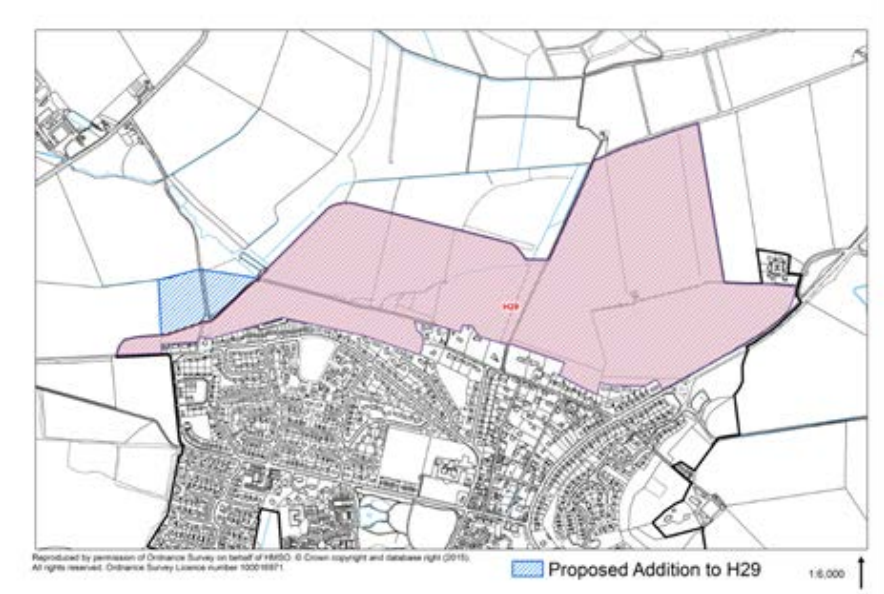 H29
Reproduced by permission of Ordnance Survey on behalf of HMSO. © Crown copyright and database right (2015).
All rights reserved. Ordnance Survey Licence number 100018871
Proposed Addition to H29
1:6,000